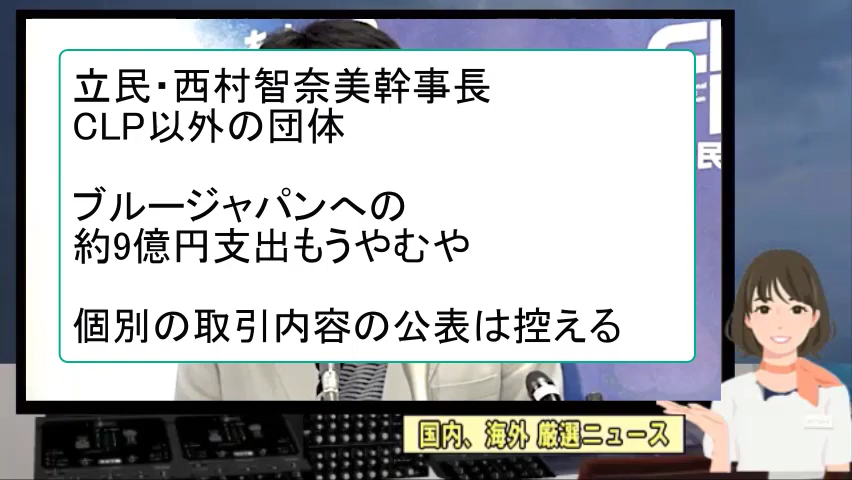 立民・西村智奈美幹事長
CLP以外の団体
ブルージャパンへの
約9億円支出もうやむや
個別の取引内容の公表は控える
民
国内、海外 厳選ニュース